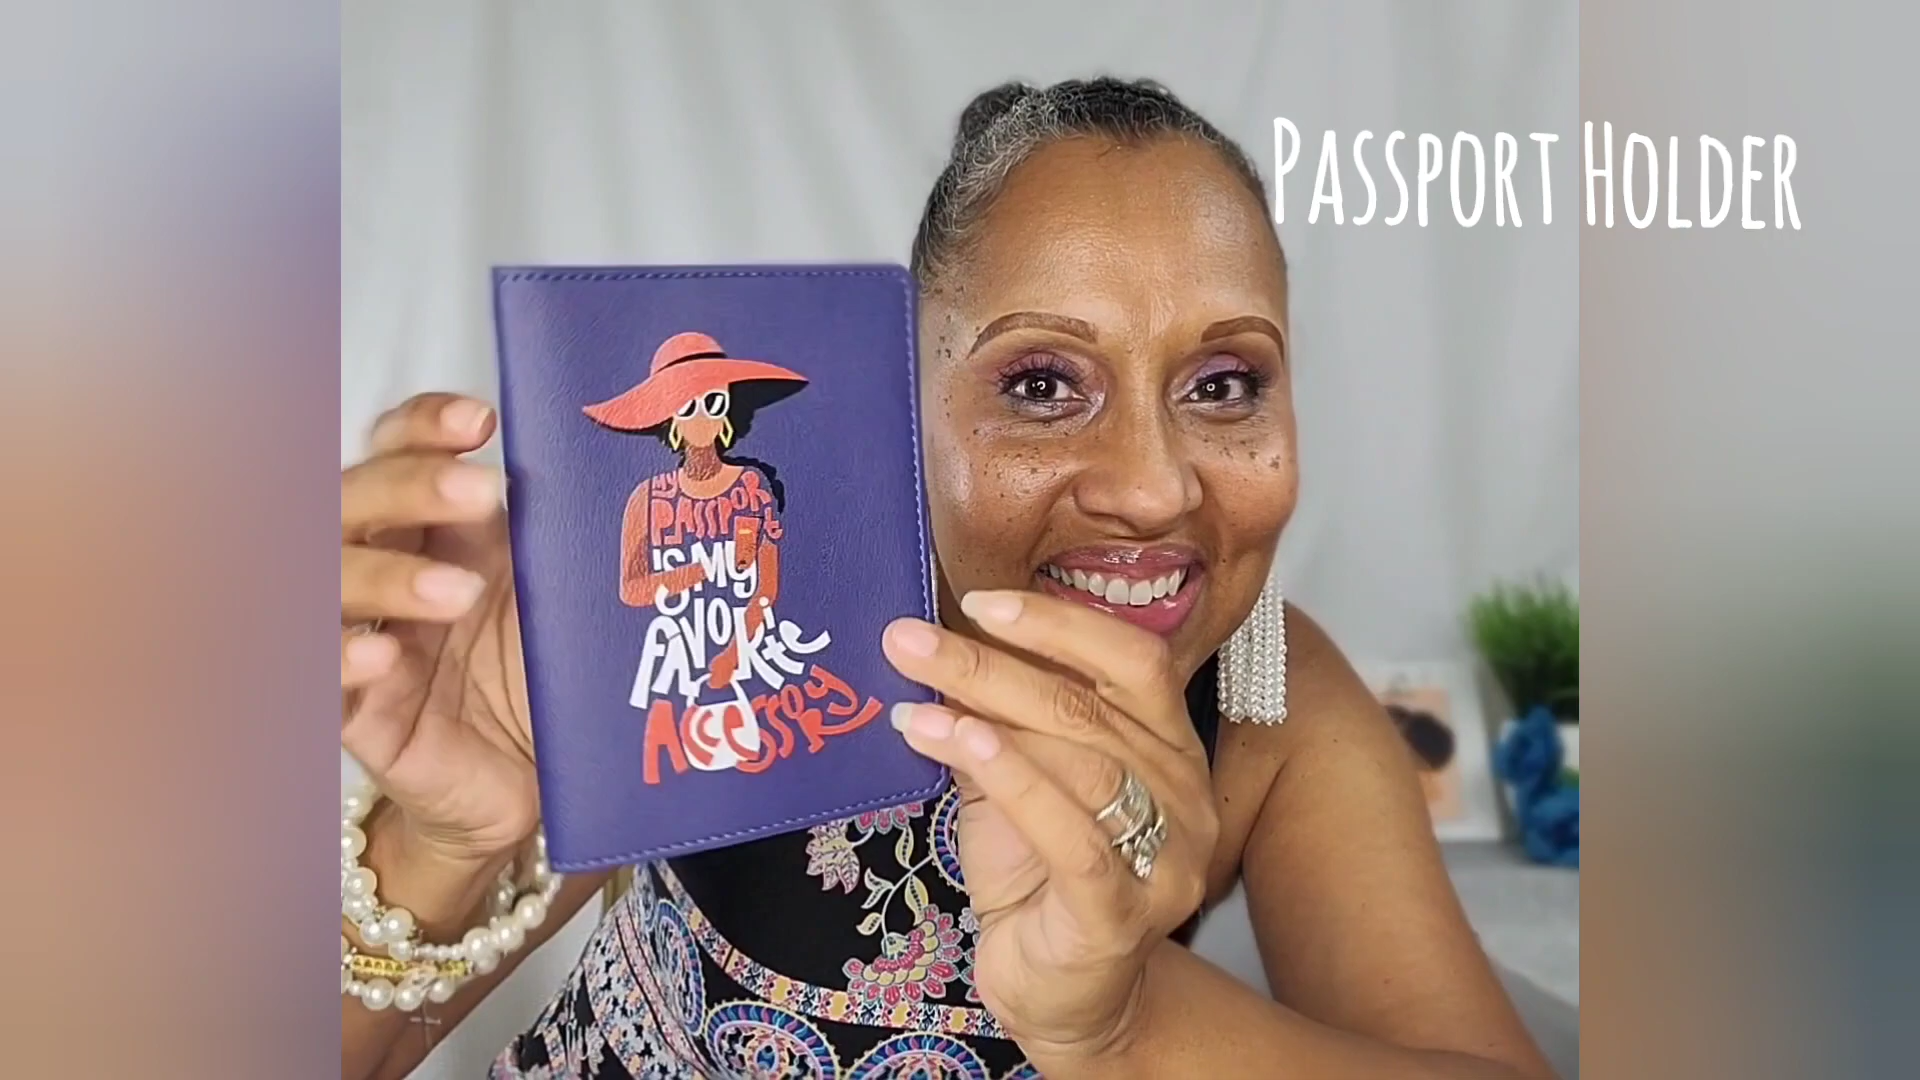 PASSPORT HOLDER
MY
PASSPORT
IS MY
FAVORITE
ACCESSORY